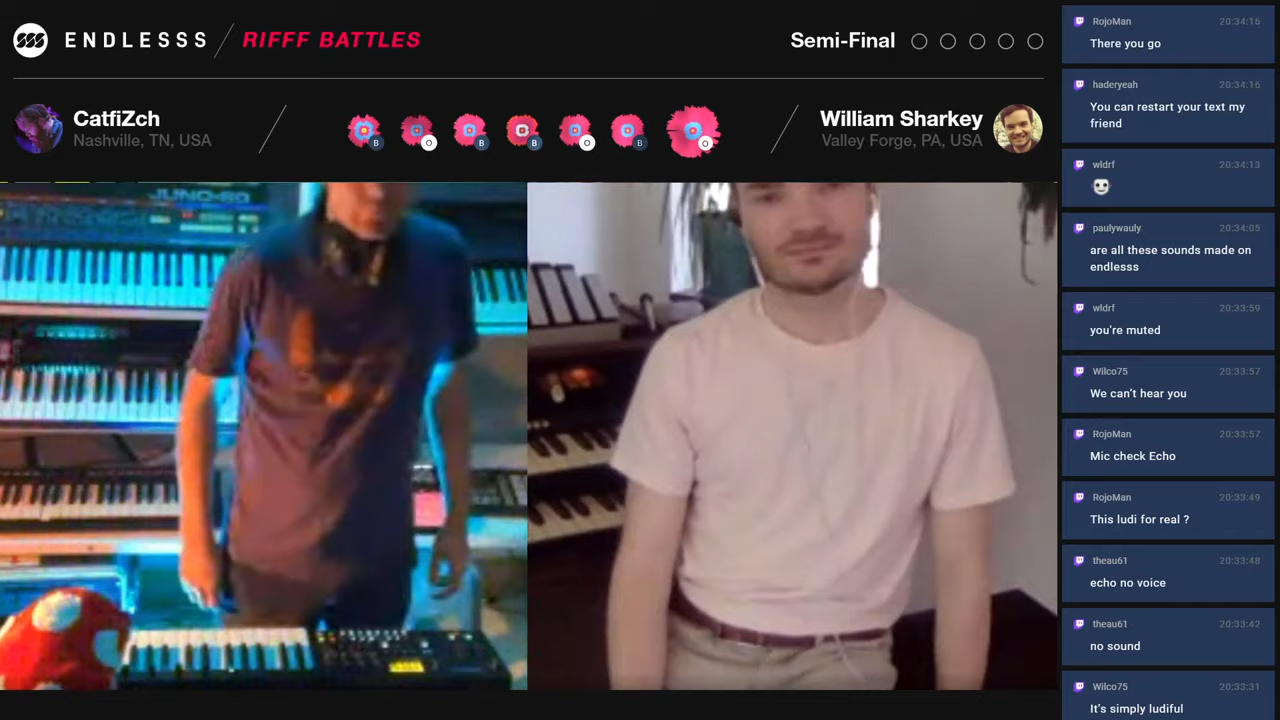 ENDLESSS / RIFFF BATTLES
Semi-Final
CatfiZch
Nashville, TN, USA
B
O
B
B
O
B
O
William Sharkey
Valley Forge, PA, USA
JUNO-60
RojoMan 20:34:16
There you go
haderyeah 20:34:16
You can restart your text my
friend
wldrf 20:34:13
paulywauly 20:34:05
are all these sounds made on
endlesss
wldrf 20:33:59
you're muted
Wilco75 20:33:57
We can't hear you
RojoMan 20:33:57
Mic check Echo
RojoMan 20:33:49
This ludi for real ?
theau61 20:33:48
echo no voice
theau61 20:33:42
no sound
Wilco75 20:33:31
It's simply ludiful